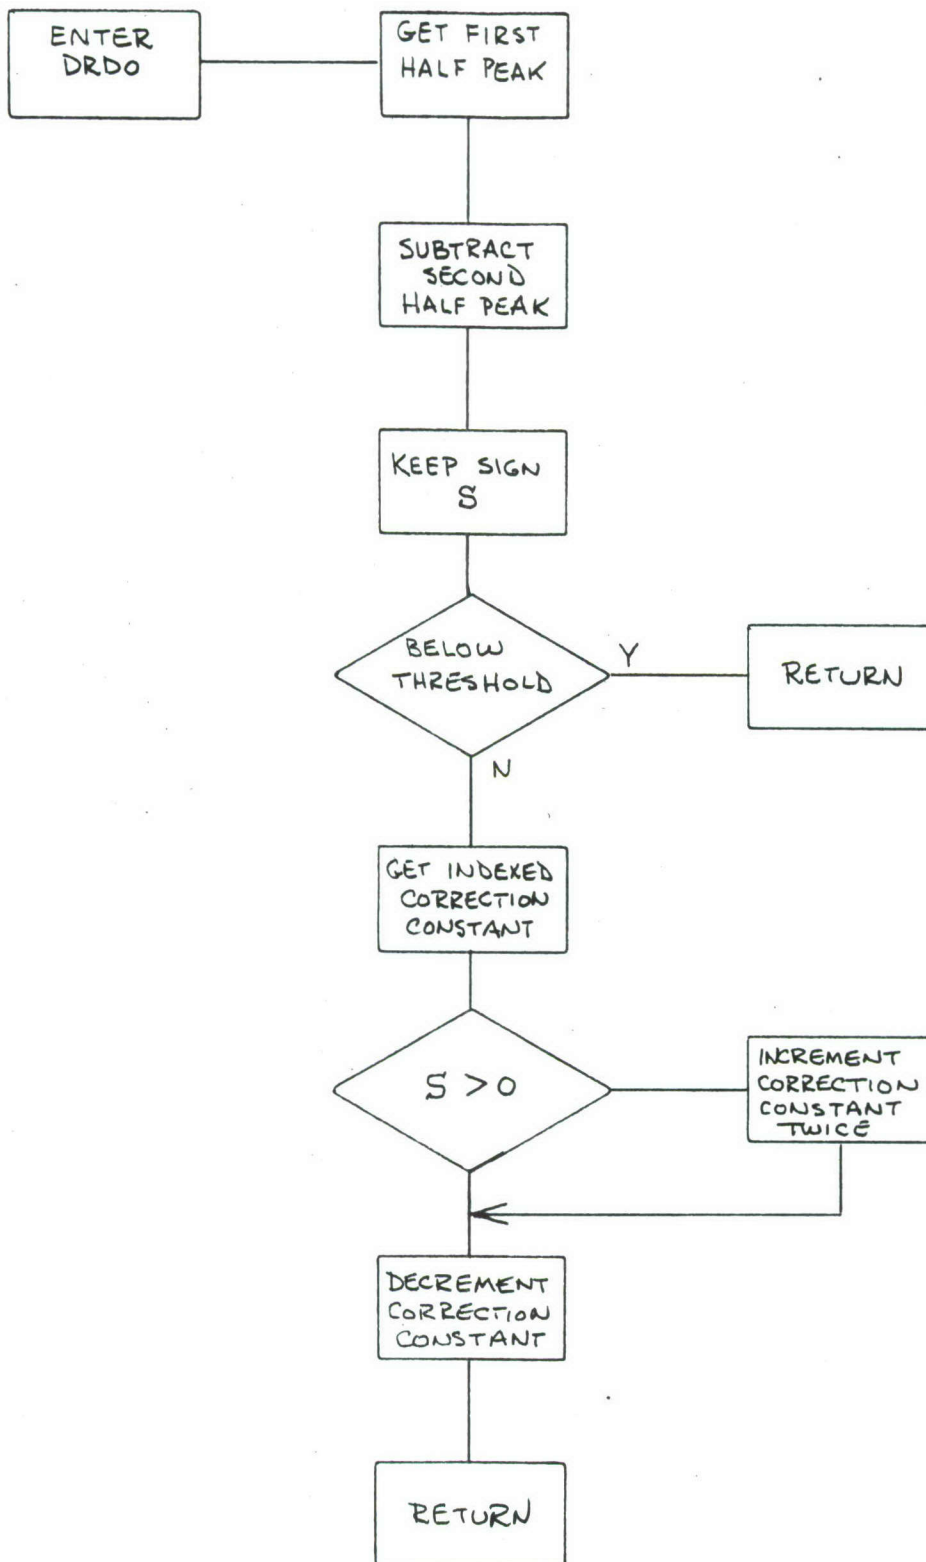 ENTER
DRDO
GET FIRST
HALF PEAK
SUBTRACT
SECOND
HALF PEAK
KEEP SIGN
S
BELOW
THRESHOLD
Y
RETURN
N
GET INDEXED
CORRECTION
CONSTANT
S > 0
INCREMENT
CORRECTION
CONSTANT
TWICE
DECREMENT
CORRECTION
CONSTANT
RETURN